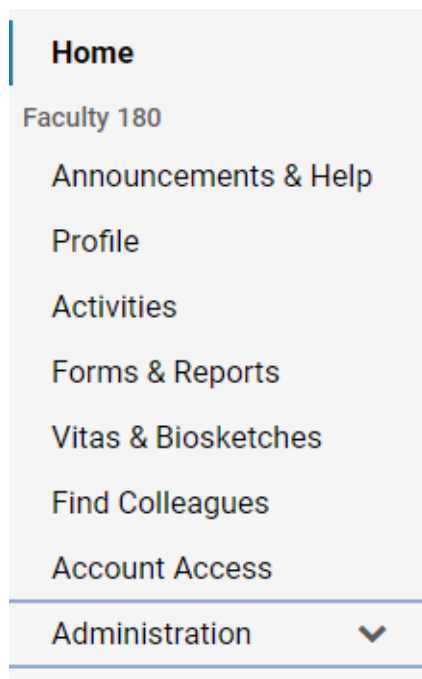 Home
Faculty 180
Announcements & Help
Profile
Activities
Forms & Reports
Vitas & Biosketches
Find Colleagues
Account Access
Administration